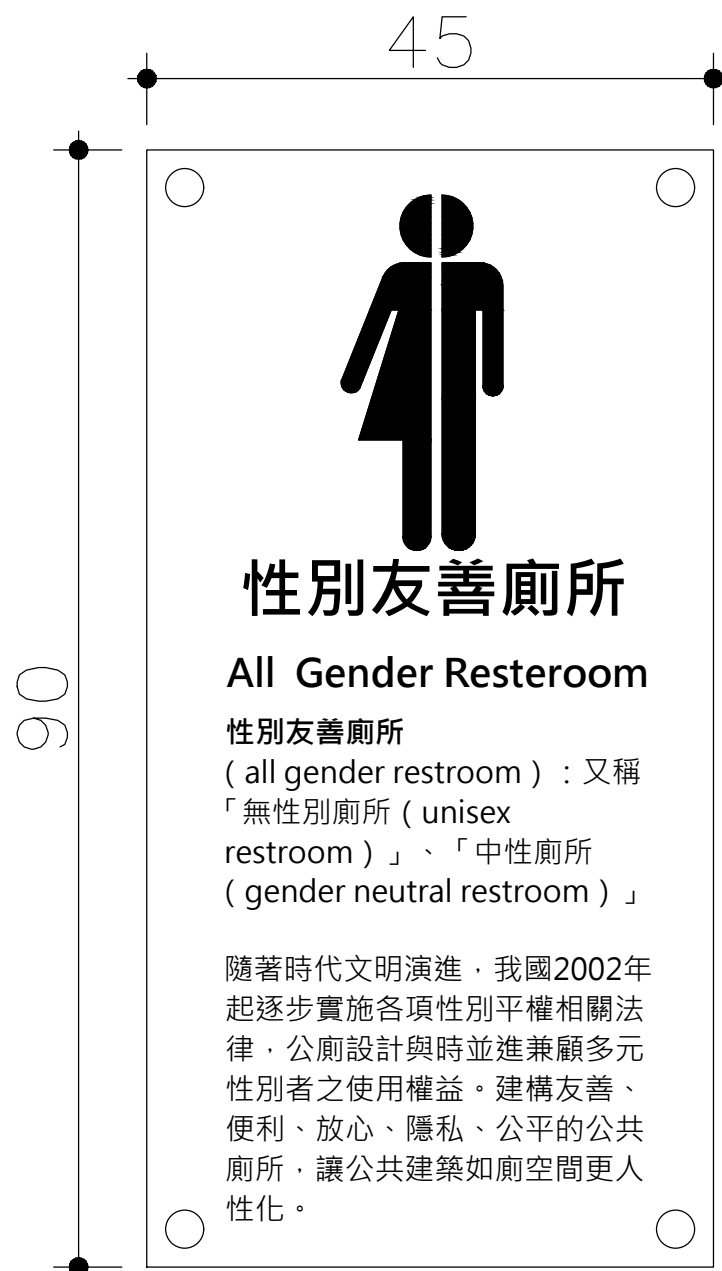 45
90
性別友善廁所
All Gender Resteroom
性別友善廁所
( all gender restroom ) ：又稱
「無性別廁所 ( unisex
restroom ) 」、「中性廁所
( gender neutral restroom ) 」
隨著時代文明演進，我國2002年
起逐步實施各項性別平權相關法
律，公廁設計與時並進兼顧多元
性別者之使用權益。建構友善、
便利、放心、隱私、公平的公共
廁所，讓公共建築如廁空間更人
性化。